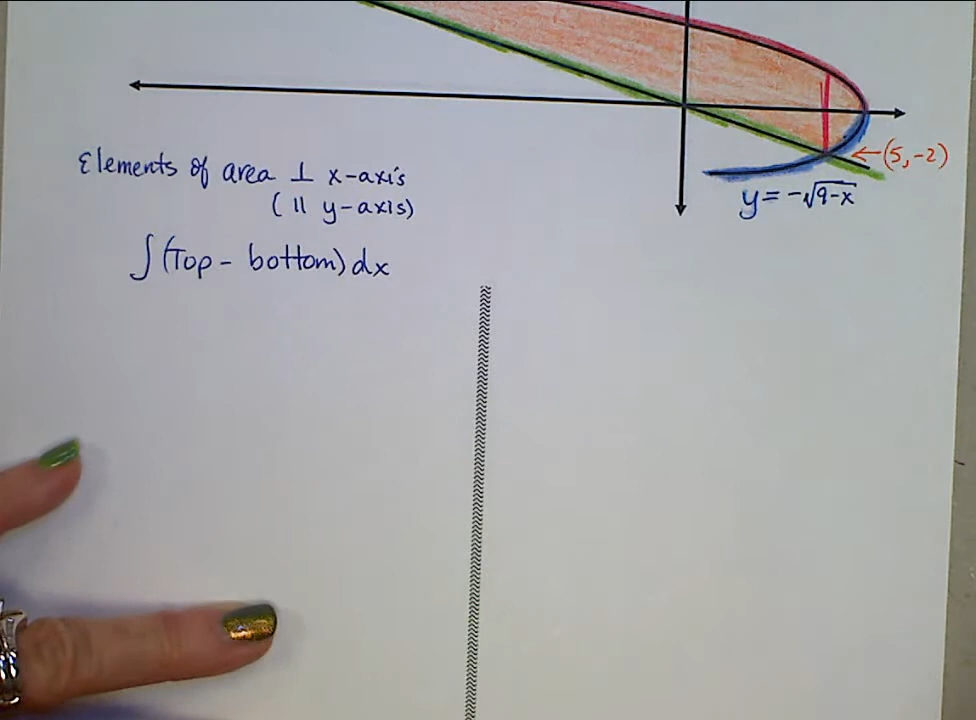 Elements of area ⊥ x-axis
(∥ y-axis)
∫(Top - bottom) dx
←(5,-2)
y = -√9-x